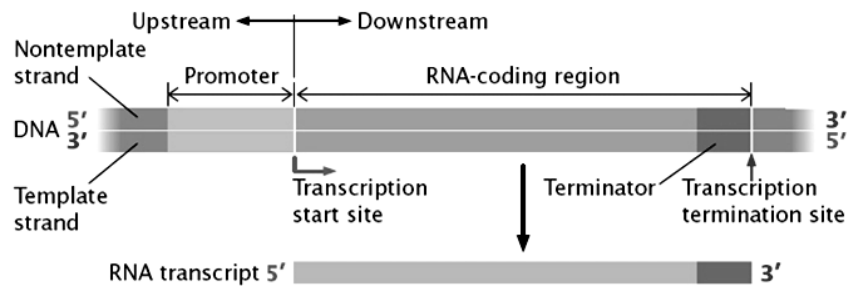 Upstream Downstream
Nontemplate
strand
Promoter
RNA-coding region
DNA 5′ 3′
3′ 5′
Template
strand
Transcription
start site
Terminator
Transcription
termination site
RNA transcript 5′ 3′